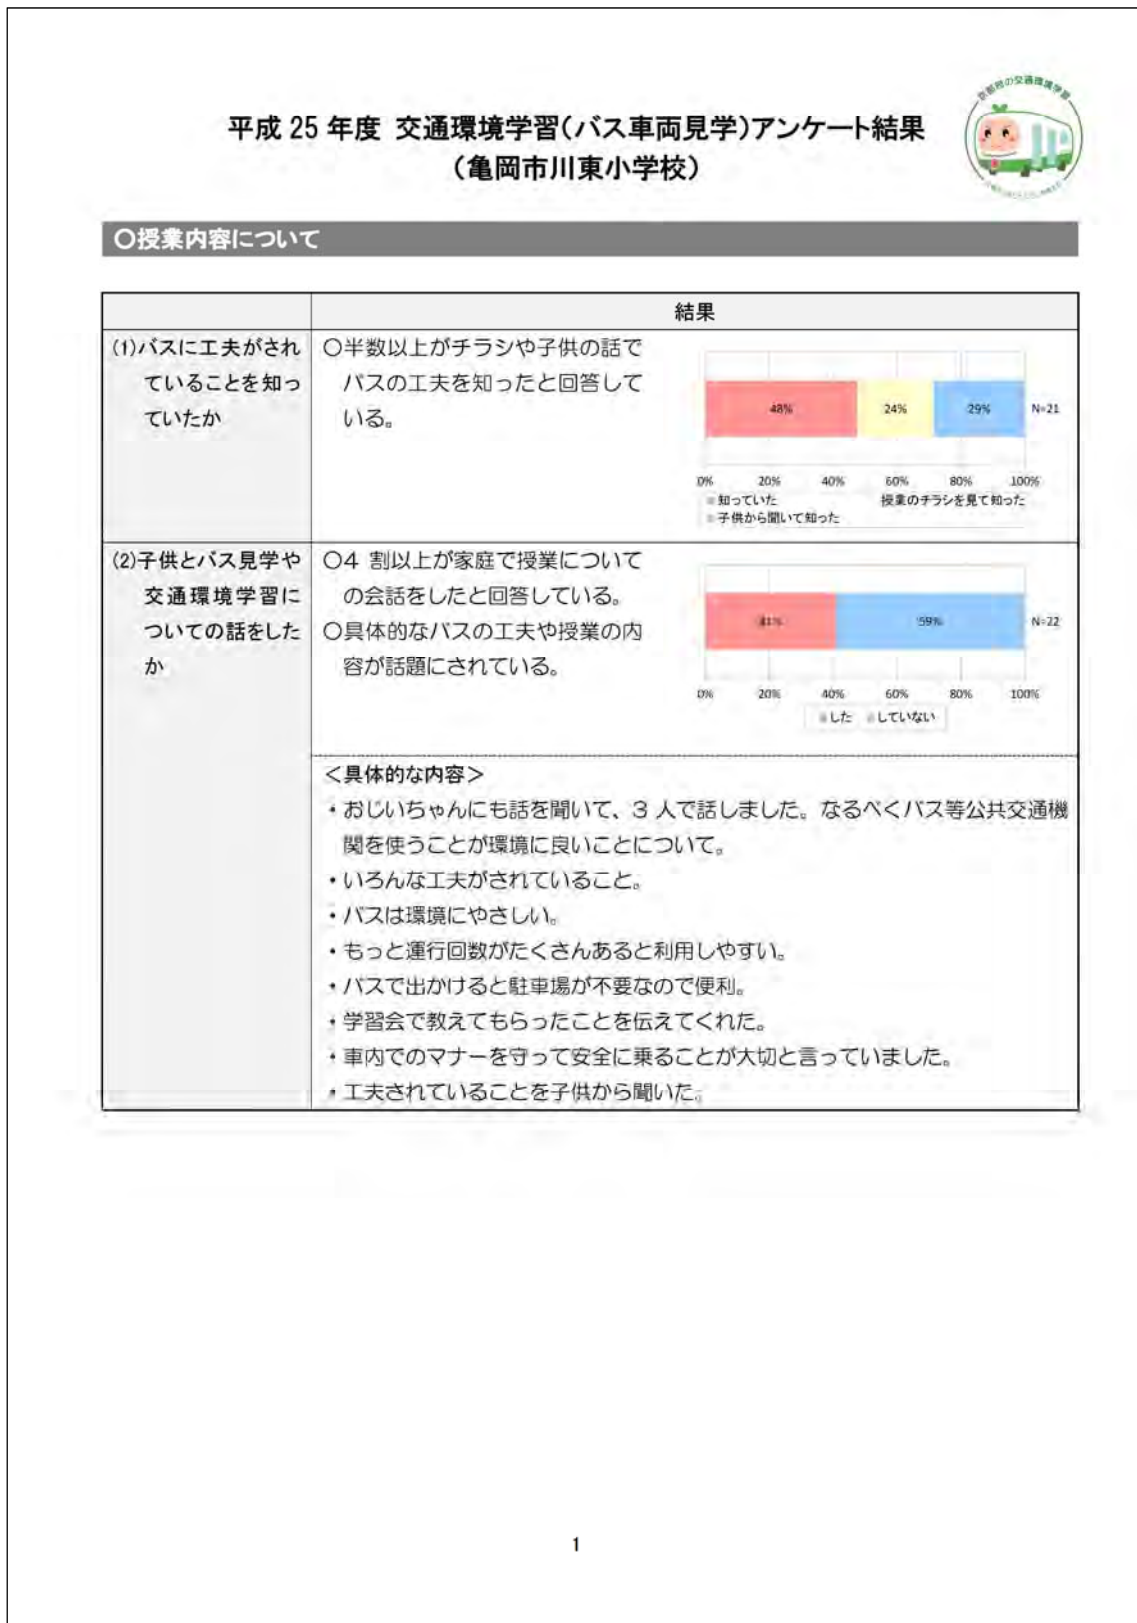 京都府の交通環境学習
平成 25 年度 交通環境学習(バス車両見学)アンケート結果
(亀岡市川東小学校)
〇授業内容について
結果
(1)バスに工夫がされ
ていることを知っ
ていたか
〇半数以上がチラシや子供の話で
バスの工夫を知ったと回答して
いる。
48% 24% 29% N=21
0% 20% 40% 60% 80% 100%
知っていた 授業のチラシを見て知った
子供から聞いて知った
(2)子供とバス見学や
交通環境学習に
ついての話をした
か
〇4 割以上が家庭で授業について
の会話をしたと回答している。
〇具体的なバスの工夫や授業の内
容が話題にされている。
41% 59% N=22
0% 20% 40% 60% 80% 100%
した していない
<具体的な内容>
・おじいちゃんにも話を聞いて、3 人で話しました。なるべくバス等公共交通機
関を使うことが環境に良いことについて。
・いろんな工夫がされていること。
・バスは環境にやさしい。
・もっと運行回数がたくさんあると利用しやすい。
・バスで出かけると駐車場が不要なので便利。
・学習会で教えてもらったことを伝えてくれた。
・車内でのマナーを守って安全に乗ることが大切と言っていました。
・工夫されていることを子供から聞いた。
1